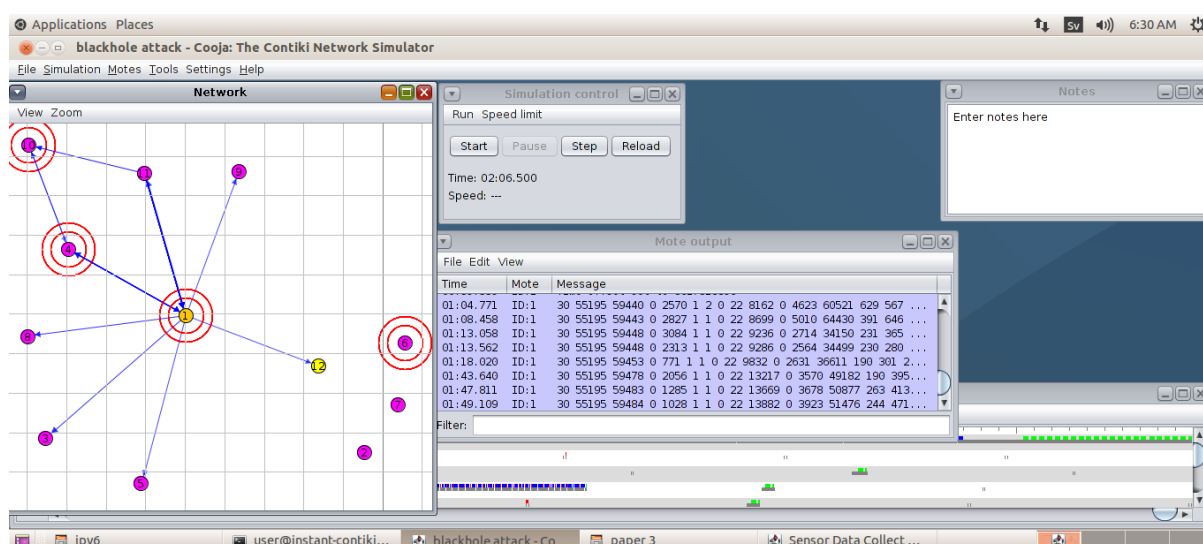 Applications Places
Sv 6:30 AM
blackhole attack - Cooja: The Contiki Network Simulator
File Simulation Motes Tools Settings Help
Network
View Zoom
10
11
9
4
1
8
6
12
7
3
2
5
Simulation control
Run Speed limit
Start Pause Step Reload
Time: 02:06.500
Speed: ---
Notes
Enter notes here
Mote output
File Edit View
Time Mote Message
01:04.771 ID:1 30 55195 59440 0 2570 1 2 0 22 8162 0 4623 60521 629 567 ...
01:08.458 ID:1 30 55195 59443 0 2827 1 1 0 22 8699 0 5010 64430 391 646 ...
01:13.058 ID:1 30 55195 59448 0 3084 1 1 0 22 9236 0 2714 34150 231 365 ...
01:13.562 ID:1 30 55195 59448 0 2313 1 1 0 22 9286 0 2564 34499 230 280 ...
01:18.020 ID:1 30 55195 59453 0 771 1 1 0 22 9832 0 2631 36611 190 301 2...
01:43.640 ID:1 30 55195 59478 0 2056 1 1 0 22 13217 0 3570 49182 190 395...
01:47.811 ID:1 30 55195 59483 0 1285 1 1 0 22 13669 0 3678 50877 263 413...
01:49.109 ID:1 30 55195 59484 0 1028 1 1 0 22 13882 0 3923 51476 244 471...
Filter:
ipv6
user@instant-contiki...
blackhole attack - Co...
paper 3
Sensor Data Collect ...